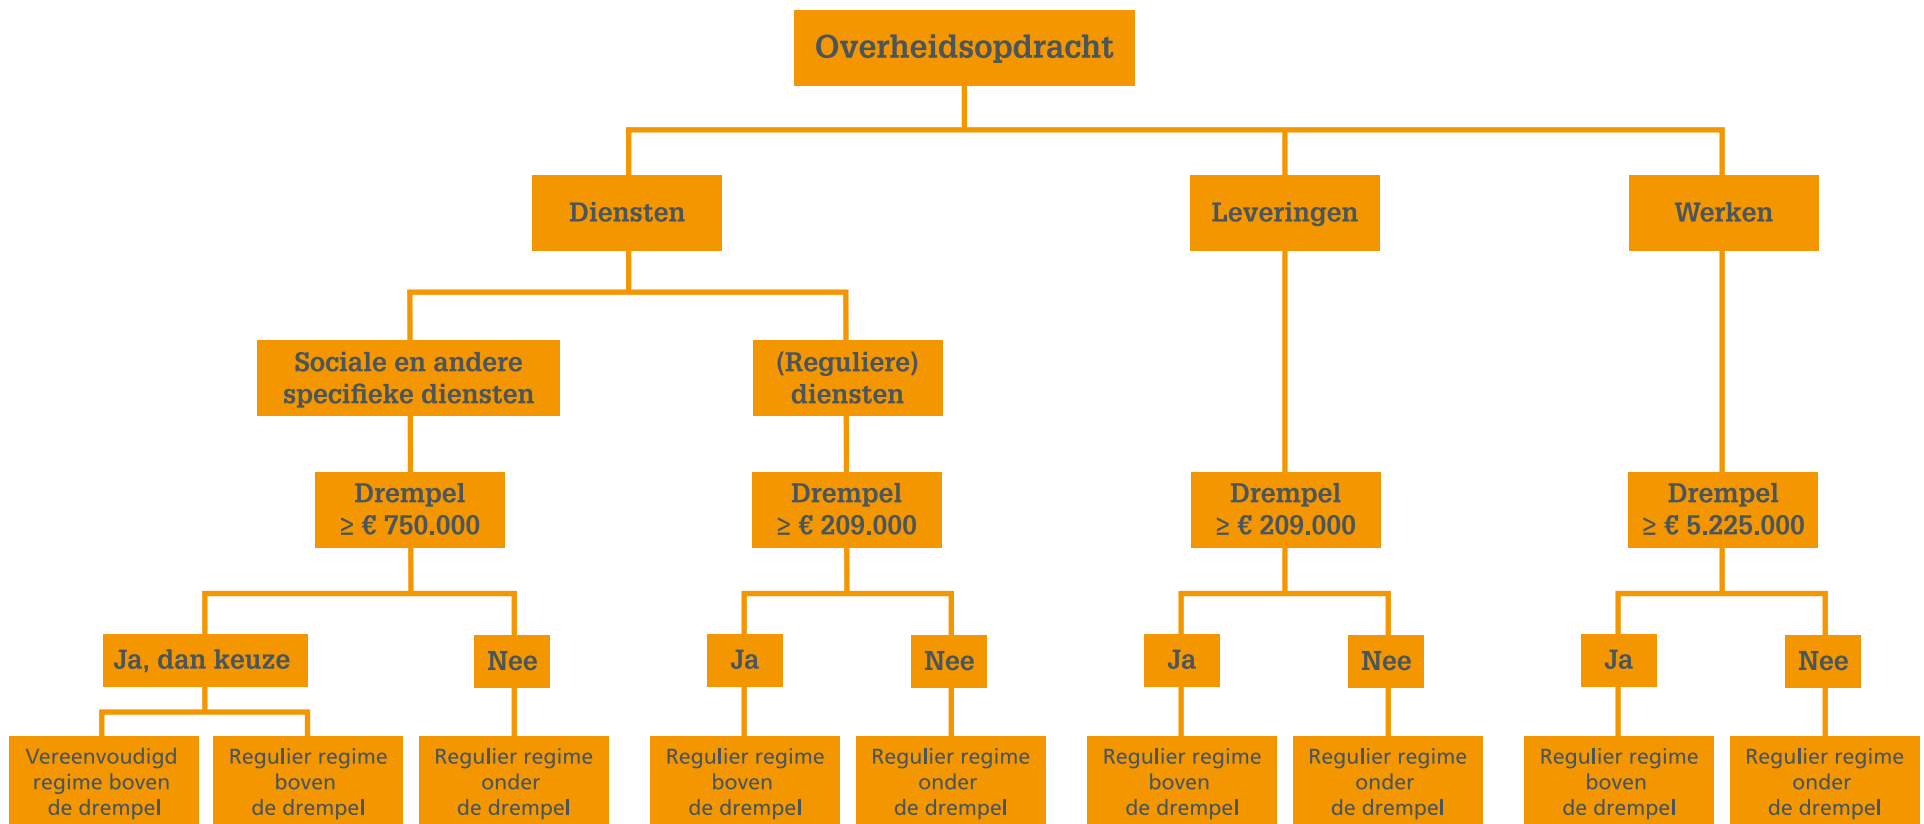 Overheidsopdracht
Diensten
Leveringen
Werken
Sociale en andere
specifieke diensten
(Reguliere)
diensten
Drempel
≥ € 750.000
Drempel
≥ € 209.000
Drempel
≥ € 209.000
Drempel
≥ € 5.225.000
Ja, dan keuze
Nee
Ja
Nee
Ja
Nee
Ja
Nee
Vereenvoudigd
regime boven
de drempel
Regulier regime
boven
de drempel
Regulier regime
onder
de drempel
Regulier regime
boven
de drempel
Regulier regime
onder
de drempel
Regulier regime
boven
de drempel
Regulier regime
onder
de drempel
Regulier regime
boven
de drempel
Regulier regime
onder
de drempel